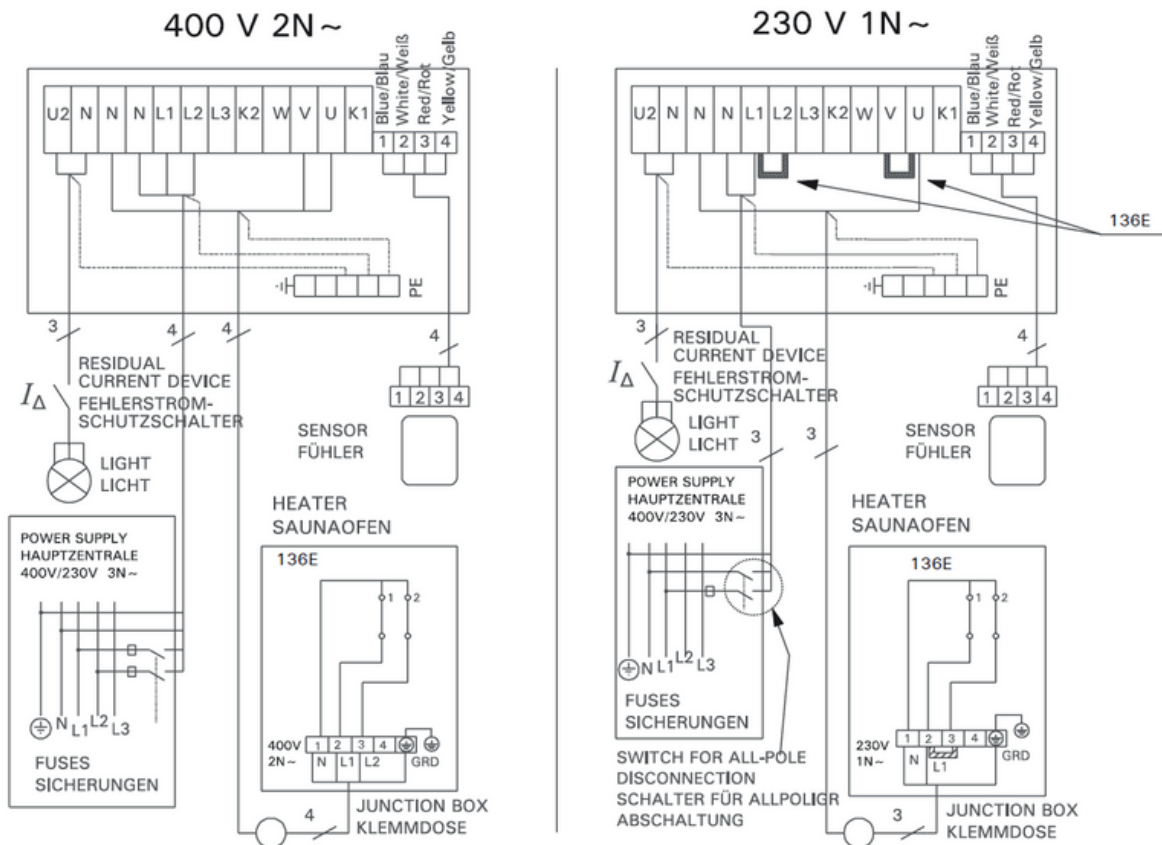 400 V 2N~
U2 N N N L1 L2 L3 K2 W V U K1
Blue/Blau
White/Weiß
Red/Rot
Yellow/Gelb
1 2 3 4
PE
3
4
4
4
RESIDUAL
CURRENT DEVICE
FEHLERSTROM-
SCHUTZSCHALTER
I∆
LIGHT
LICHT
1 2 3 4
SENSOR
FÜHLER
POWER SUPPLY
HAUPTZENTRALE
400V/230V 3N~
N L1 L2 L3
FUSES
SICHERUNGEN
HEATER
SAUNAOFEN
136E
1 2
400V
2N~
1 2 3 4
N L1 L2
GRD
4
JUNCTION BOX
KLEMMDOSE
230 V 1N~
U2 N N N L1 L2 L3 K2 W V U K1
Blue/Blau
White/Weiß
Red/Rot
Yellow/Gelb
1 2 3 4
136E
PE
3
4
RESIDUAL
CURRENT DEVICE
FEHLERSTROM-
SCHUTZSCHALTER
I∆
LIGHT
LICHT
3
3
1 2 3 4
SENSOR
FÜHLER
POWER SUPPLY
HAUPTZENTRALE
400V/230V 3N~
N L1 L2 L3
FUSES
SICHERUNGEN
SWITCH FOR ALL-POLE
DISCONNECTION
SCHALTER FÜR ALLPOLIGR
ABSCHALTUNG
HEATER
SAUNAOFEN
136E
1 2
230V
1N~
1 2 3 4
N L1
GRD
3
JUNCTION BOX
KLEMMDOSE